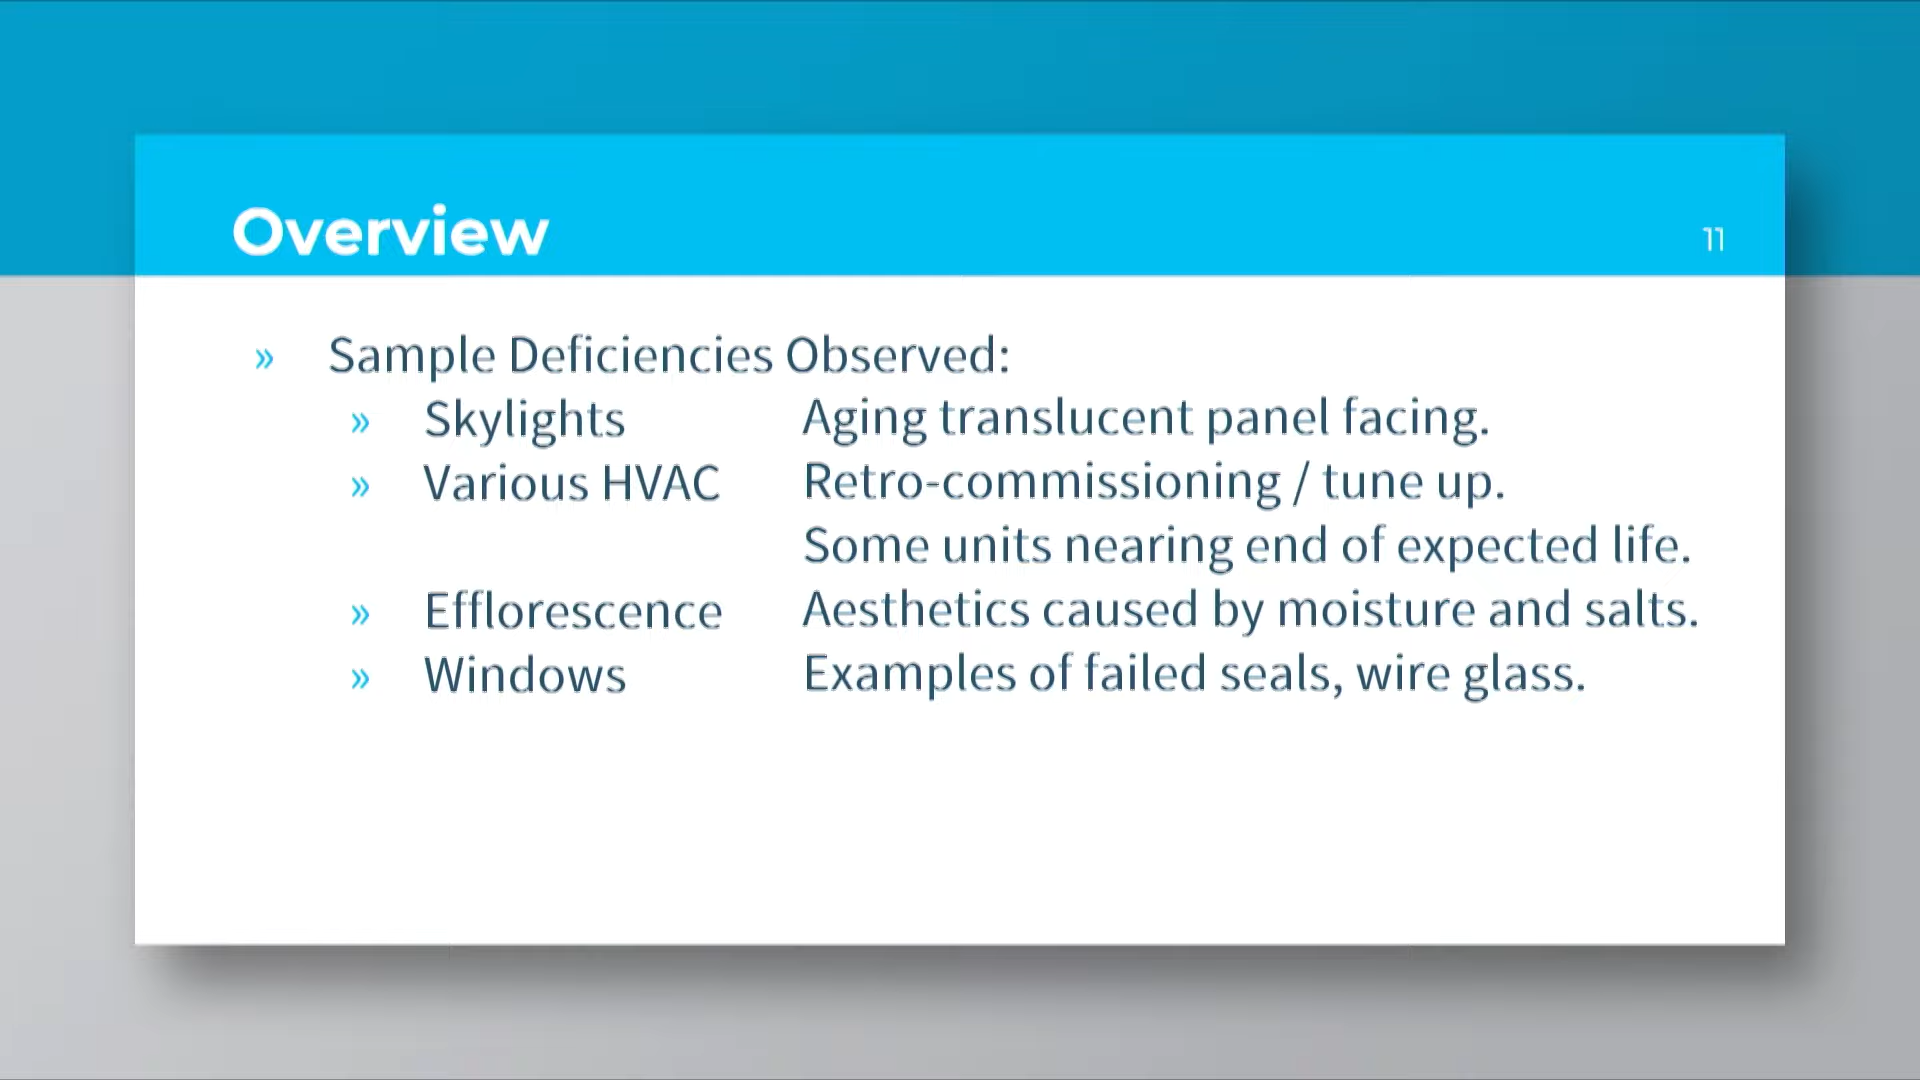 Overview
11
» Sample Deficiencies Observed:
» Skylights Aging translucent panel facing.
» Various HVAC Retro-commissioning / tune up.
Some units nearing end of expected life.
» Efflorescence Aesthetics caused by moisture and salts.
» Windows Examples of failed seals, wire glass.